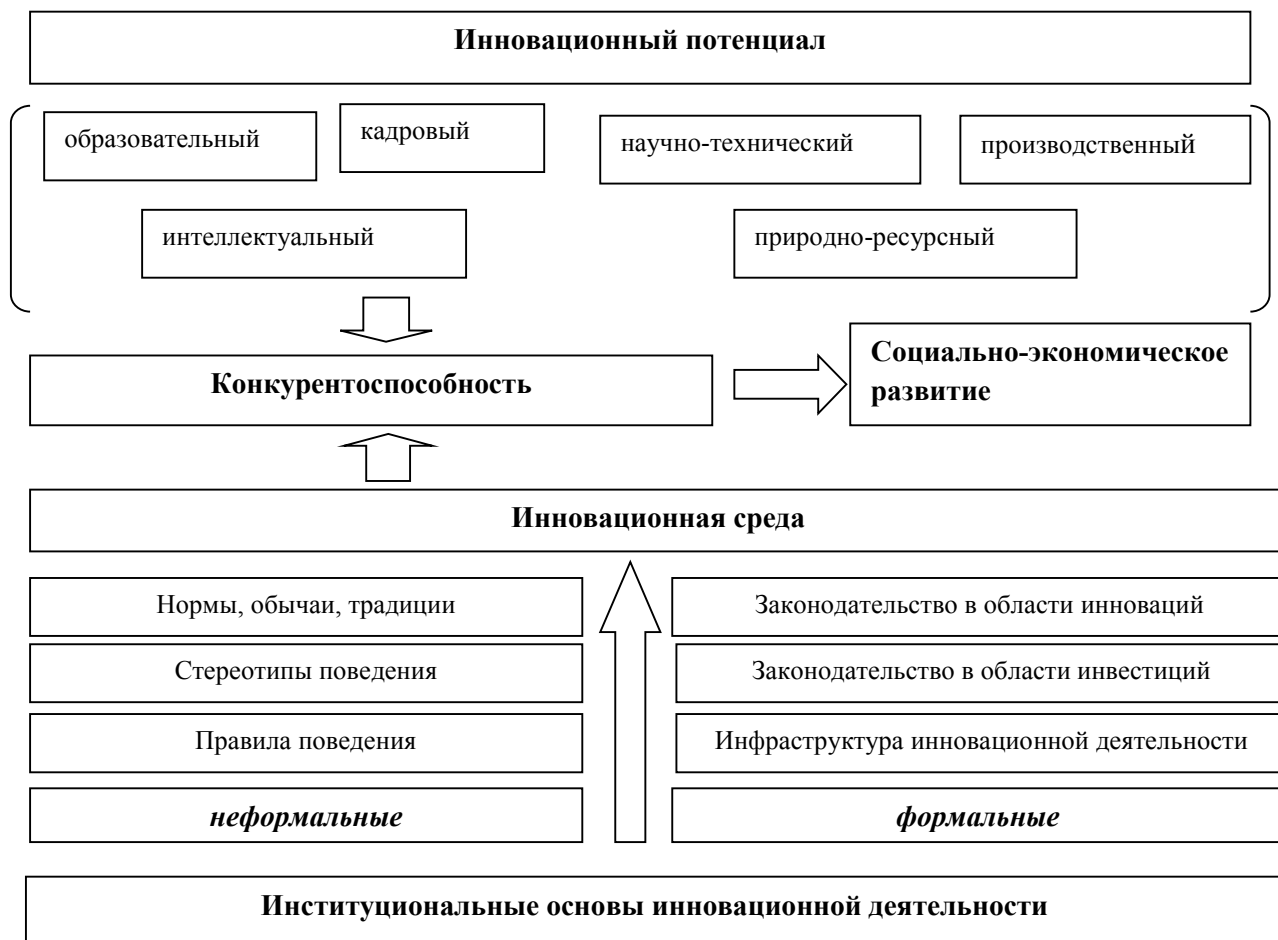 Инновационный потенциал
образовательный
кадровый
научно-технический
производственный
интеллектуальный
природно-ресурсный
Конкурентоспособность
Социально-экономическое
развитие
Инновационная среда
Нормы, обычаи, традиции
Законодательство в области инноваций
Стереотипы поведения
Законодательство в области инвестиций
Правила поведения
Инфраструктура инновационной деятельности
неформальные
формальные
Институциональные основы инновационной деятельности